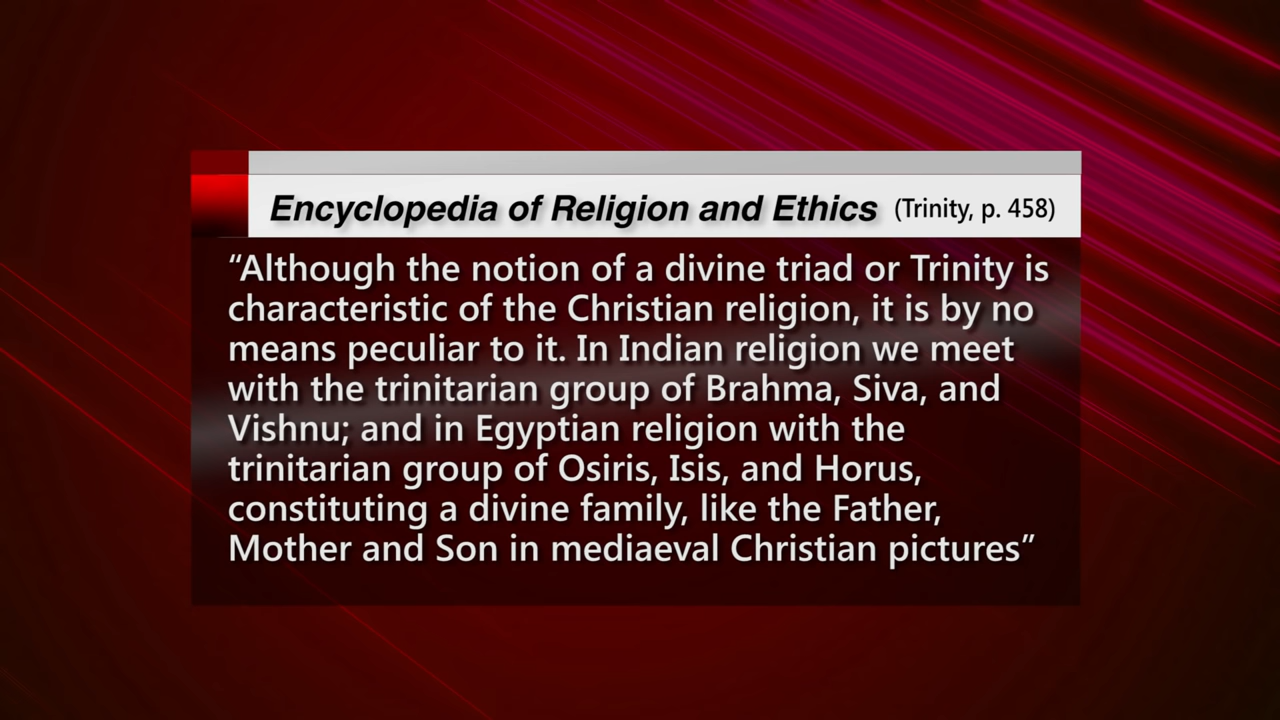 Encyclopedia of Religion and Ethics (Trinity, p. 458)
“Although the notion of a divine triad or Trinity is
characteristic of the Christian religion, it is by no
means peculiar to it. In Indian religion we meet
with the trinitarian group of Brahma, Siva, and
Vishnu; and in Egyptian religion with the
trinitarian group of Osiris, Isis, and Horus,
constituting a divine family, like the Father,
Mother and Son in mediaeval Christian pictures”